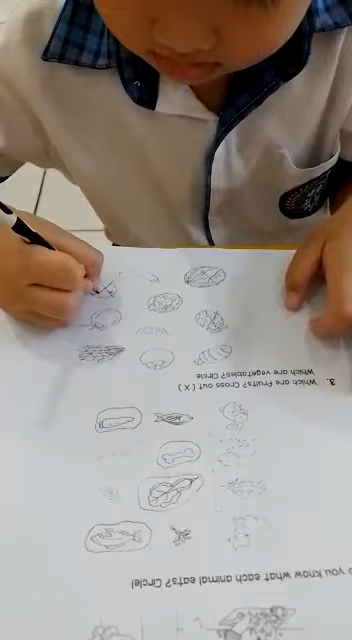 you know what each animal eats? Circle!
3. Which are Fruits? Cross out ( X )
Which are vegetables? Circle